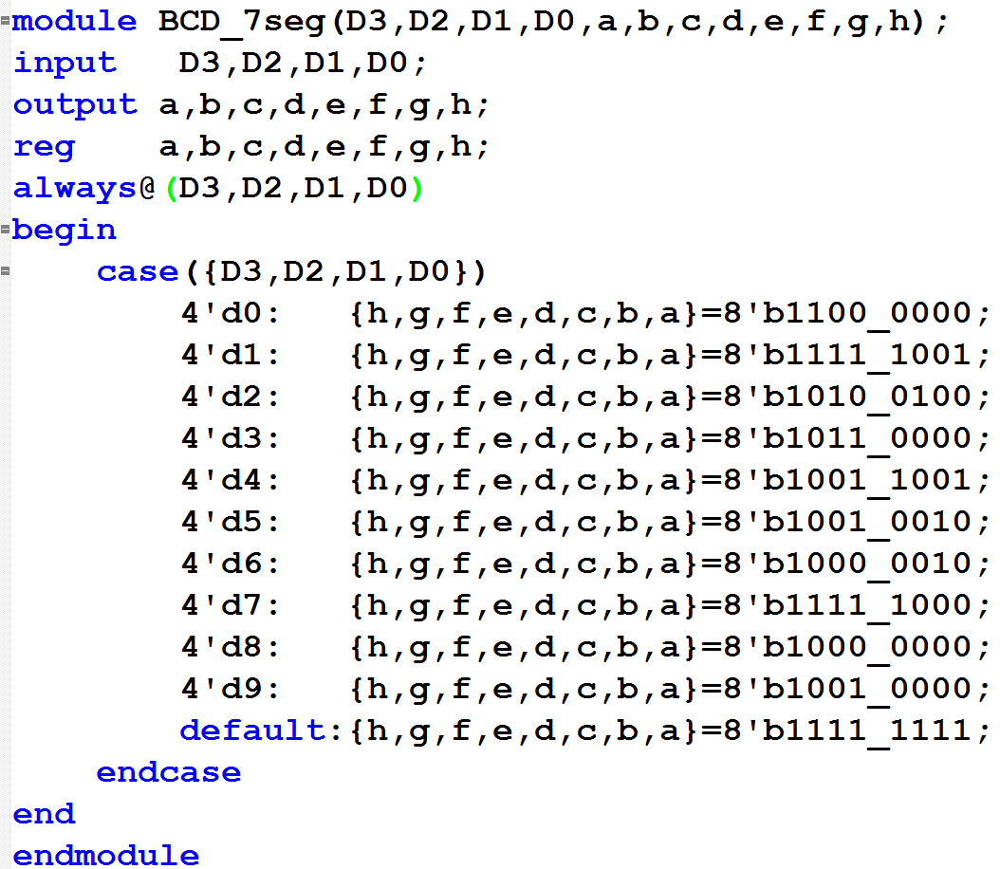 module BCD_7seg(D3,D2,D1,D0,a,b,c,d,e,f,g,h);
input   D3,D2,D1,D0;
output a,b,c,d,e,f,g,h;
reg    a,b,c,d,e,f,g,h;
always@(D3,D2,D1,D0)
begin
    case({D3,D2,D1,D0})
        4'd0:   {h,g,f,e,d,c,b,a}=8'b1100_0000;
        4'd1:   {h,g,f,e,d,c,b,a}=8'b1111_1001;
        4'd2:   {h,g,f,e,d,c,b,a}=8'b1010_0100;
        4'd3:   {h,g,f,e,d,c,b,a}=8'b1011_0000;
        4'd4:   {h,g,f,e,d,c,b,a}=8'b1001_1001;
        4'd5:   {h,g,f,e,d,c,b,a}=8'b1001_0010;
        4'd6:   {h,g,f,e,d,c,b,a}=8'b1000_0010;
        4'd7:   {h,g,f,e,d,c,b,a}=8'b1111_1000;
        4'd8:   {h,g,f,e,d,c,b,a}=8'b1000_0000;
        4'd9:   {h,g,f,e,d,c,b,a}=8'b1001_0000;
        default:{h,g,f,e,d,c,b,a}=8'b1111_1111;
    endcase
end
endmodule